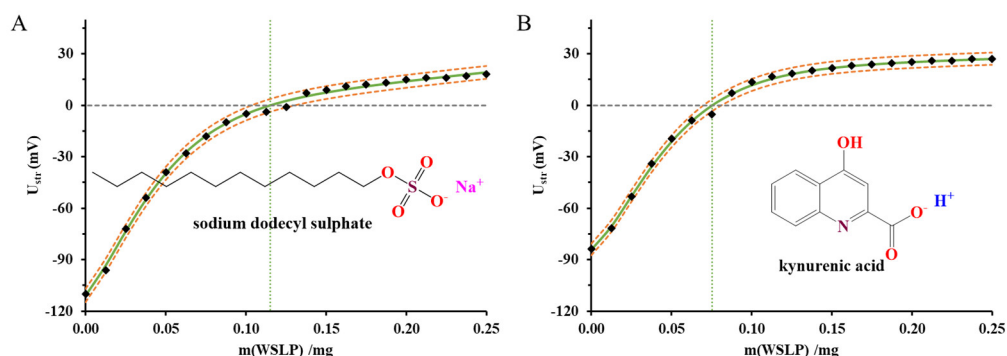 A
30
0
-30
-60
-90
-120
U str (mV)
0.00 0.05 0.10 0.15 0.20 0.25
m(WSLP) /mg
O
O
S
O
O-
Na+
sodium dodecyl sulphate
B
30
0
-30
-60
-90
-120
U str (mV)
0.00 0.05 0.10 0.15 0.20 0.25
m(WSLP) /mg
OH
O- H+
N
O
kynurenic acid